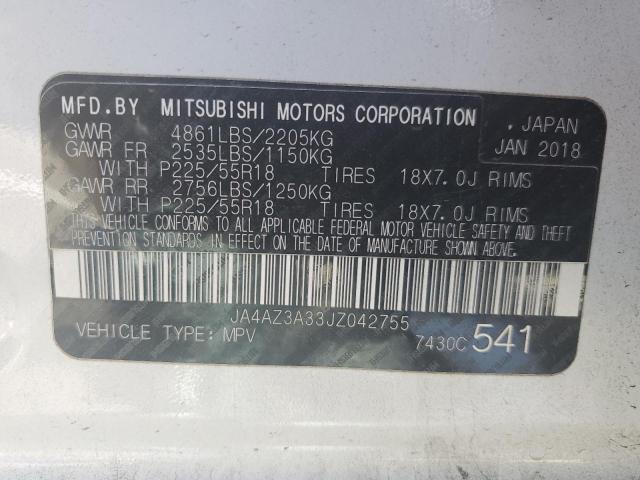 MFD.BY MITSUBISHI MOTORS CORPORATION
GVWR 4861LBS/2205KG , JAPAN
GAWR FR 2535LBS/1150KG JAN 2018
WITH P225/55R18 TIRES 18X7.0J RIMS
GAWR RR 2756LBS/1250KG
WITH P225/55R18 TIRES 18X7.0J RIMS
THIS VEHICLE CONFORMS TO ALL APPLICABLE FEDERAL MOTOR VEHICLE SAFETY AND THEFT
PREVENTION STANDARDS IN EFFECT ON THE DATE OF MANUFACTURE SHOWN ABOVE.
JA4AZ3A33JZ042755
VEHICLE TYPE: MPV 7430C 541